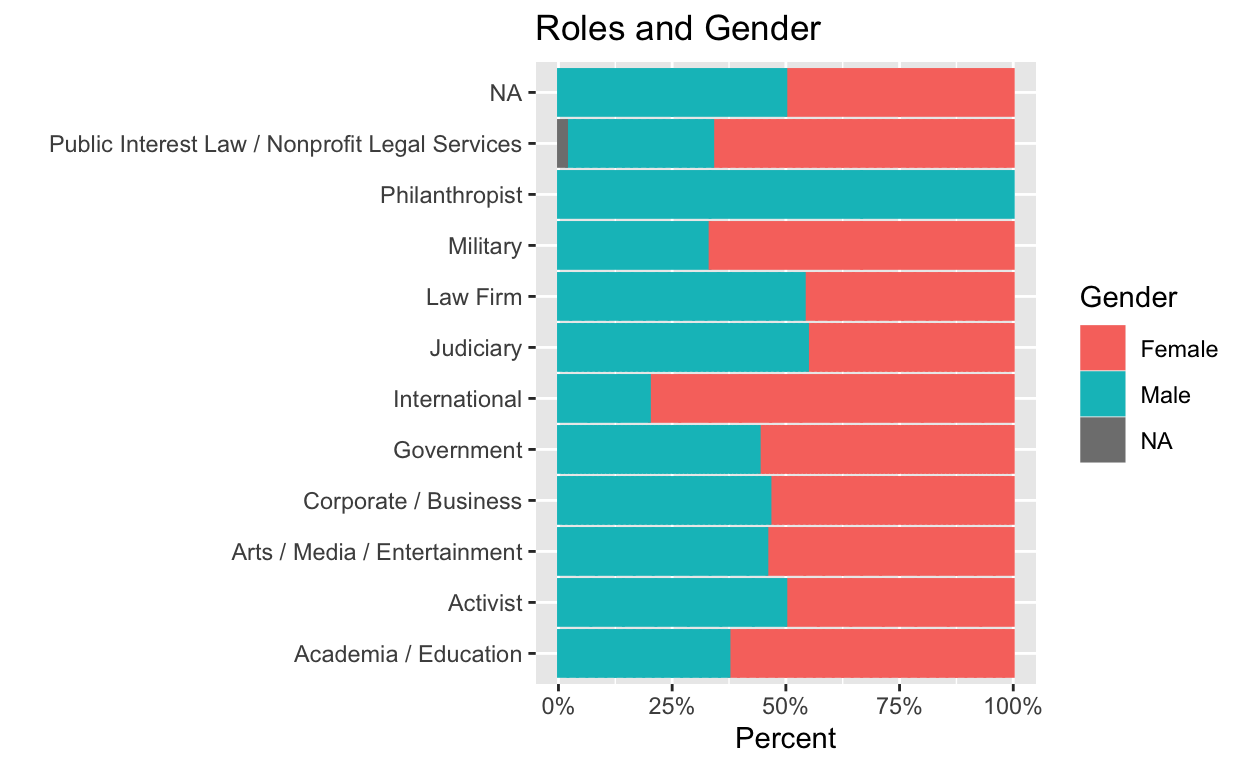 Roles and Gender
NA
Public Interest Law / Nonprofit Legal Services
Philanthropist
Military
Law Firm
Judiciary
International
Government
Corporate / Business
Arts / Media / Entertainment
Activist
Academia / Education
0% 25% 50% 75% 100%
Percent
Gender
Female
Male
NA